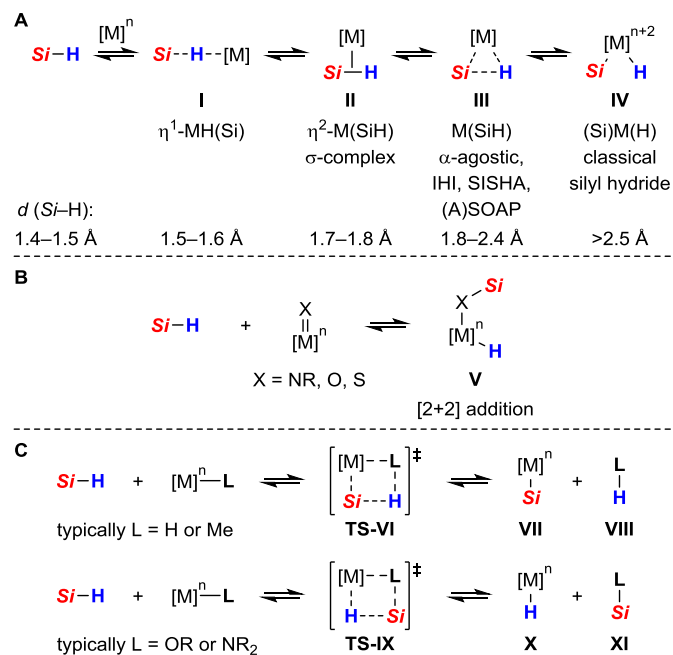 A
[M]ⁿ
Si–H Si-H--[M] [M] Si–H [M] Si---H [M]ⁿ⁺² Si H
I II III IV
η¹-MH(Si) η²-M(SiH) M(SiH) (Si)M(H)
σ-complex α-agostic, classical
IHI, SISHA, silyl hydride
(A)SOAP
d (Si–H):
1.4–1.5 Å 1.5–1.6 Å 1.7–1.8 Å 1.8–2.4 Å >2.5 Å
B
Si–H + X [M]ⁿ X Si [M]ⁿ H
X = NR, O, S V
[2+2] addition
C
Si–H + [M]ⁿ–L [M]--L Si---H ‡ [M]ⁿ Si + L H
typically L = H or Me TS-VI VII VIII
Si–H + [M]ⁿ–L [M]--L H---Si ‡ [M]ⁿ H + L Si
typically L = OR or NR₂ TS-IX X XI